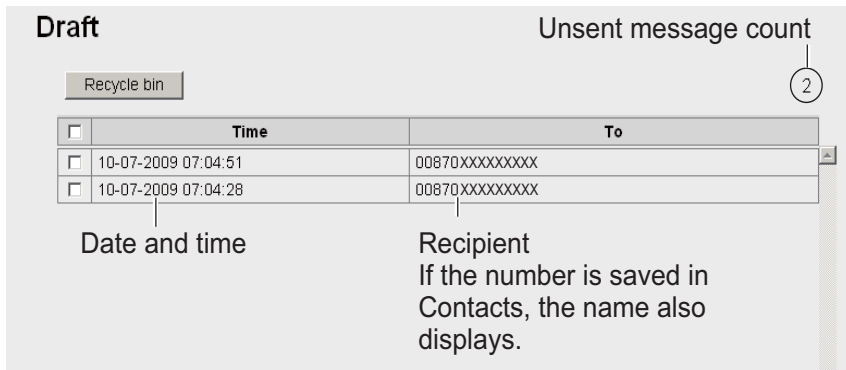 Draft
Unsent message count
Recycle bin
2
Time To
10-07-2009 07:04:51 00870XXXXXXXXX
10-07-2009 07:04:28 00870XXXXXXXXX
Date and time
Recipient
If the number is saved in
Contacts, the name also
displays.